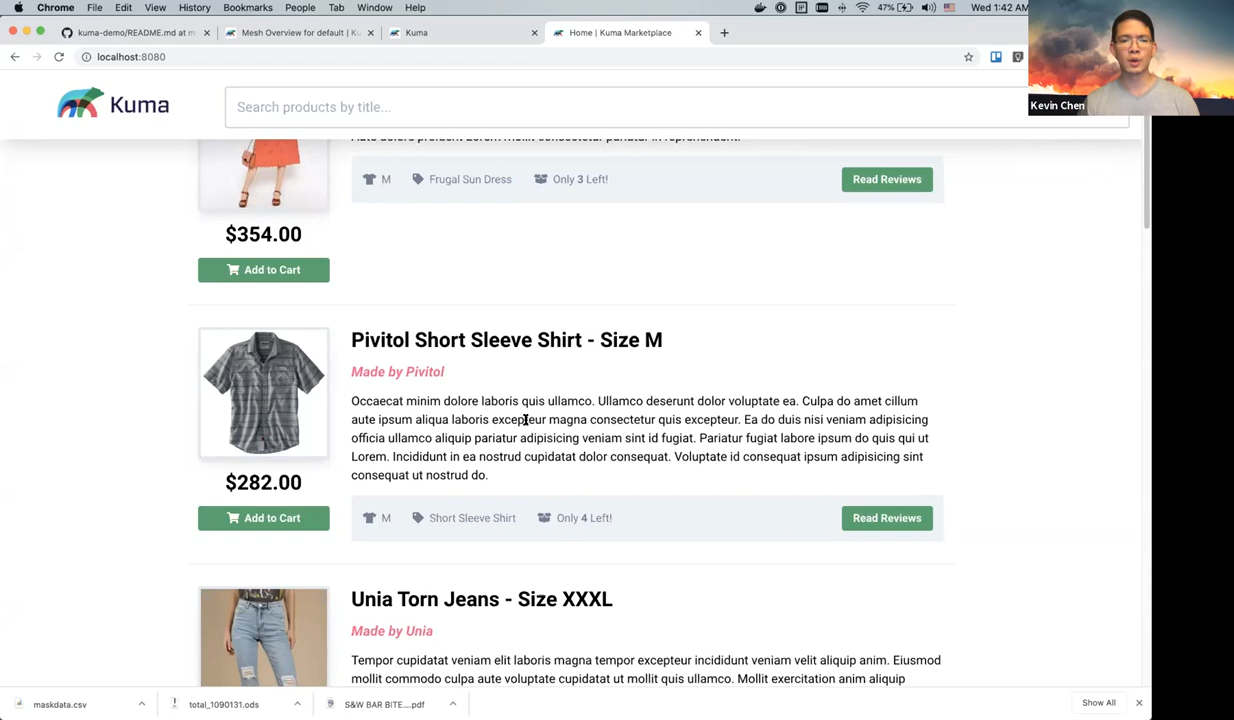 Chrome File Edit View History Bookmarks People Tab Window Help 47% Wed 1:42 AM
kuma-demo/README.md at m Mesh Overview for default | Ku Kuma Home | Kuma Marketplace
localhost:8080
Kevin Chen
Kuma
Search products by title...
M Frugal Sun Dress Only 3 Left! Read Reviews
$354.00
Add to Cart
Pivitol Short Sleeve Shirt - Size M
Made by Pivitol
Occaecat minim dolore laboris quis ullamco. Ullamco deserunt dolor voluptate ea. Culpa do amet cillum
aute ipsum aliqua laboris excepteur magna consectetur quis excepteur. Ea do duis nisi veniam adipisicing
officia ullamco aliquip pariatur adipisicing veniam sint id fugiat. Pariatur fugiat labore ipsum do quis qui ut
Lorem. Incididunt in ea nostrud cupidatat dolor consequat. Voluptate id consequat ipsum adipisicing sint
consequat ut nostrud do.
$282.00
Add to Cart
M Short Sleeve Shirt Only 4 Left! Read Reviews
Unia Torn Jeans - Size XXXL
Made by Unia
Tempor cupidatat veniam elit laboris magna tempor excepteur incididunt veniam velit aliquip anim. Eiusmod
mollit commodo culpa aute voluptate cupidatat ut mollit quis ullamco. Mollit exercitation anim aliquip
maskdata.csv total_1090131.ods S&W BAR BITE....pdf Show All